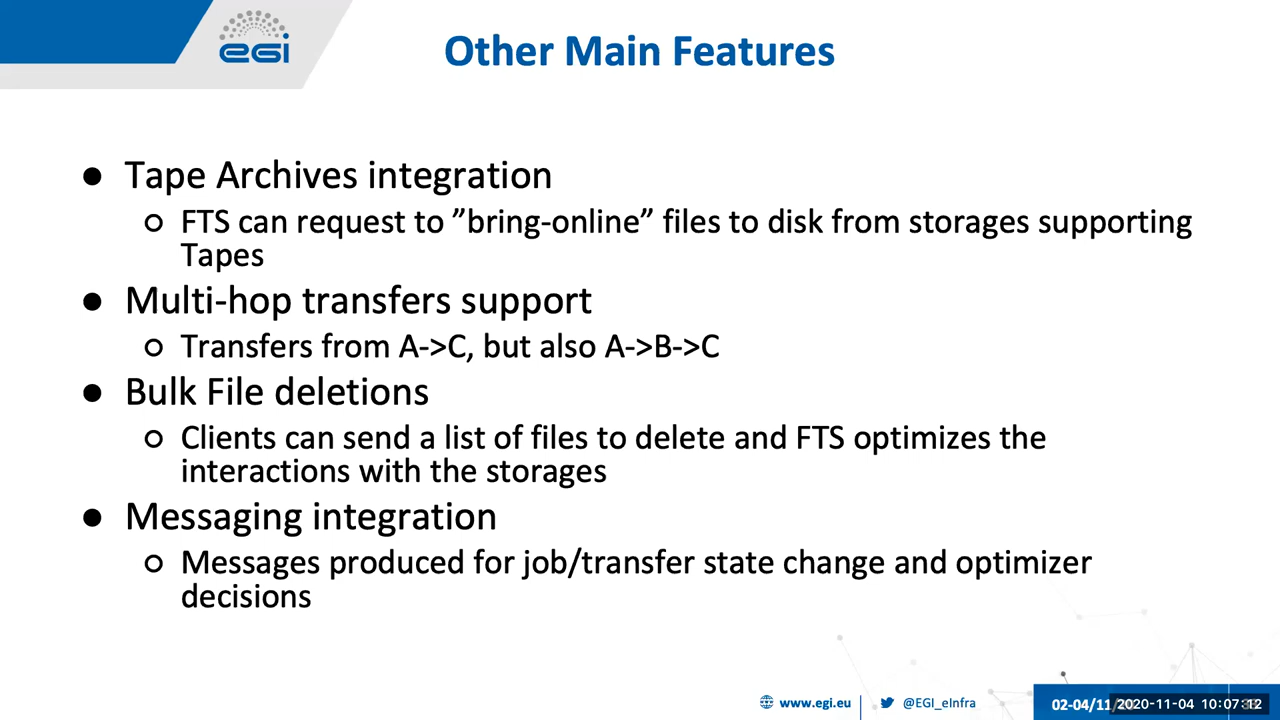 egi
Other Main Features
● Tape Archives integration
○ FTS can request to ”bring-online” files to disk from storages supporting
Tapes
● Multi-hop transfers support
○ Transfers from A->C, but also A->B->C
● Bulk File deletions
○ Clients can send a list of files to delete and FTS optimizes the
interactions with the storages
● Messaging integration
○ Messages produced for job/transfer state change and optimizer
decisions
www.egi.eu
@EGI_eInfra
02-04/11/
2020-11-04 10:07:12